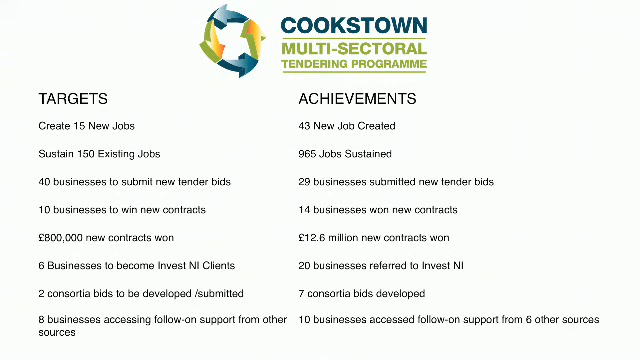 COOKSTOWN
MULTI-SECTORAL
TENDERING PROGRAMME
TARGETS
ACHIEVEMENTS
Create 15 New Jobs
43 New Job Created
Sustain 150 Existing Jobs
965 Jobs Sustained
40 businesses to submit new tender bids
29 businesses submitted new tender bids
10 businesses to win new contracts
14 businesses won new contracts
£800,000 new contracts won
£12.6 million new contracts won
6 Businesses to become Invest NI Clients
20 businesses referred to Invest NI
2 consortia bids to be developed /submitted
7 consortia bids developed
8 businesses accessing follow-on support from other
sources
10 businesses accessed follow-on support from 6 other sources